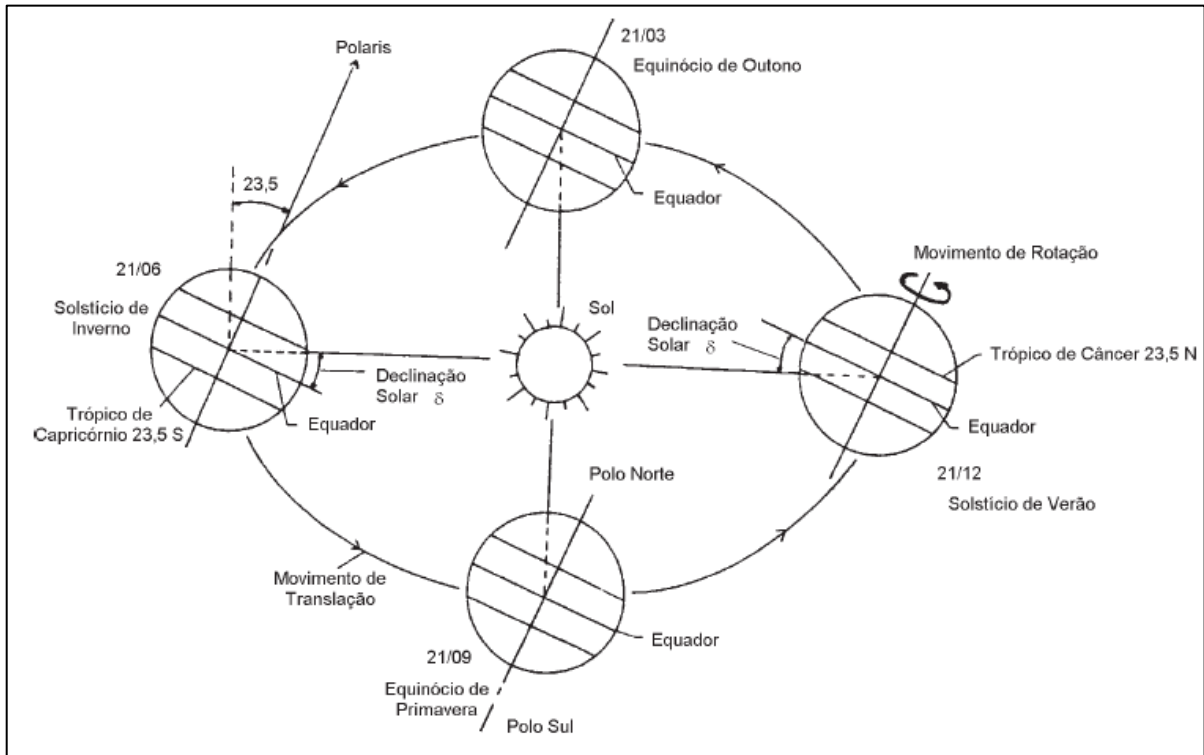 21/03
Equinócio de Outono
Polaris
Equador
23,5
Movimento de Rotação
21/06
Solstício de
Inverno
Sol
Declinação
Solar δ
Trópico de Câncer 23,5 N
Declinação
Solar δ
Equador
Trópico de
Capricórnio 23,5 S
Equador
21/12
Solstício de Verão
Polo Norte
Movimento de
Translação
Equador
21/09
Equinócio de
Primavera
Polo Sul